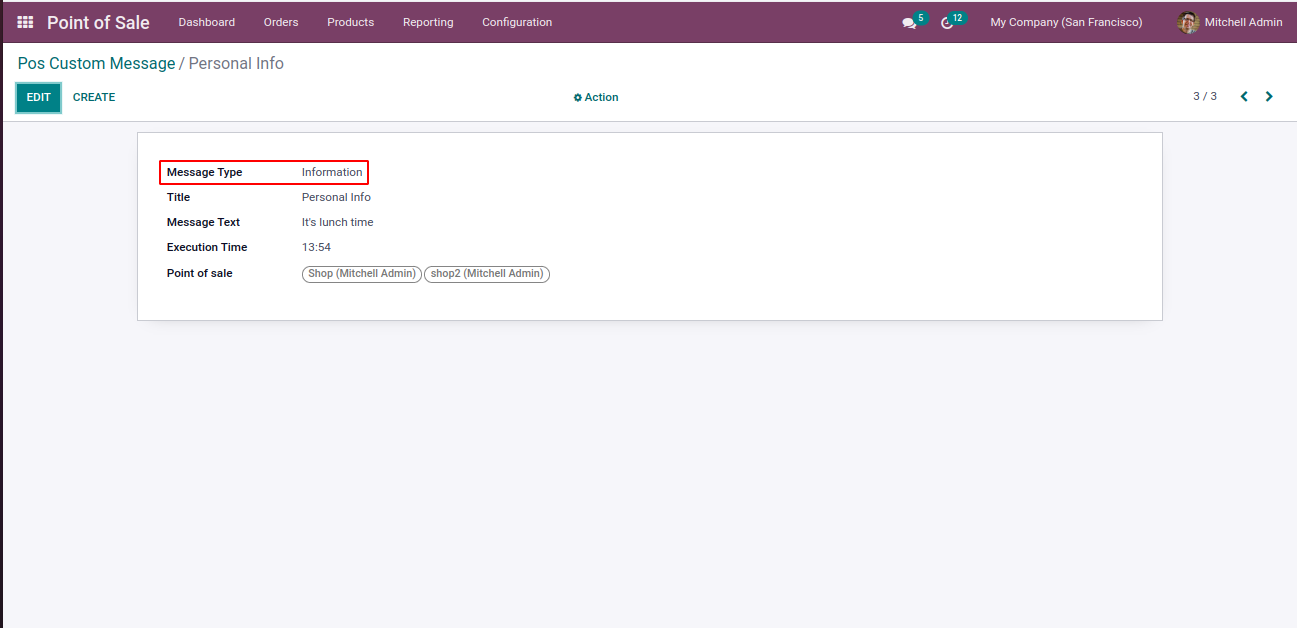 Point of Sale Dashboard Orders Products Reporting Configuration 5 12 My Company (San Francisco) Mitchell Admin
Pos Custom Message / Personal Info
EDIT CREATE Action 3 / 3
Message Type Information
Title Personal Info
Message Text It's lunch time
Execution Time 13:54
Point of sale Shop (Mitchell Admin) shop2 (Mitchell Admin)